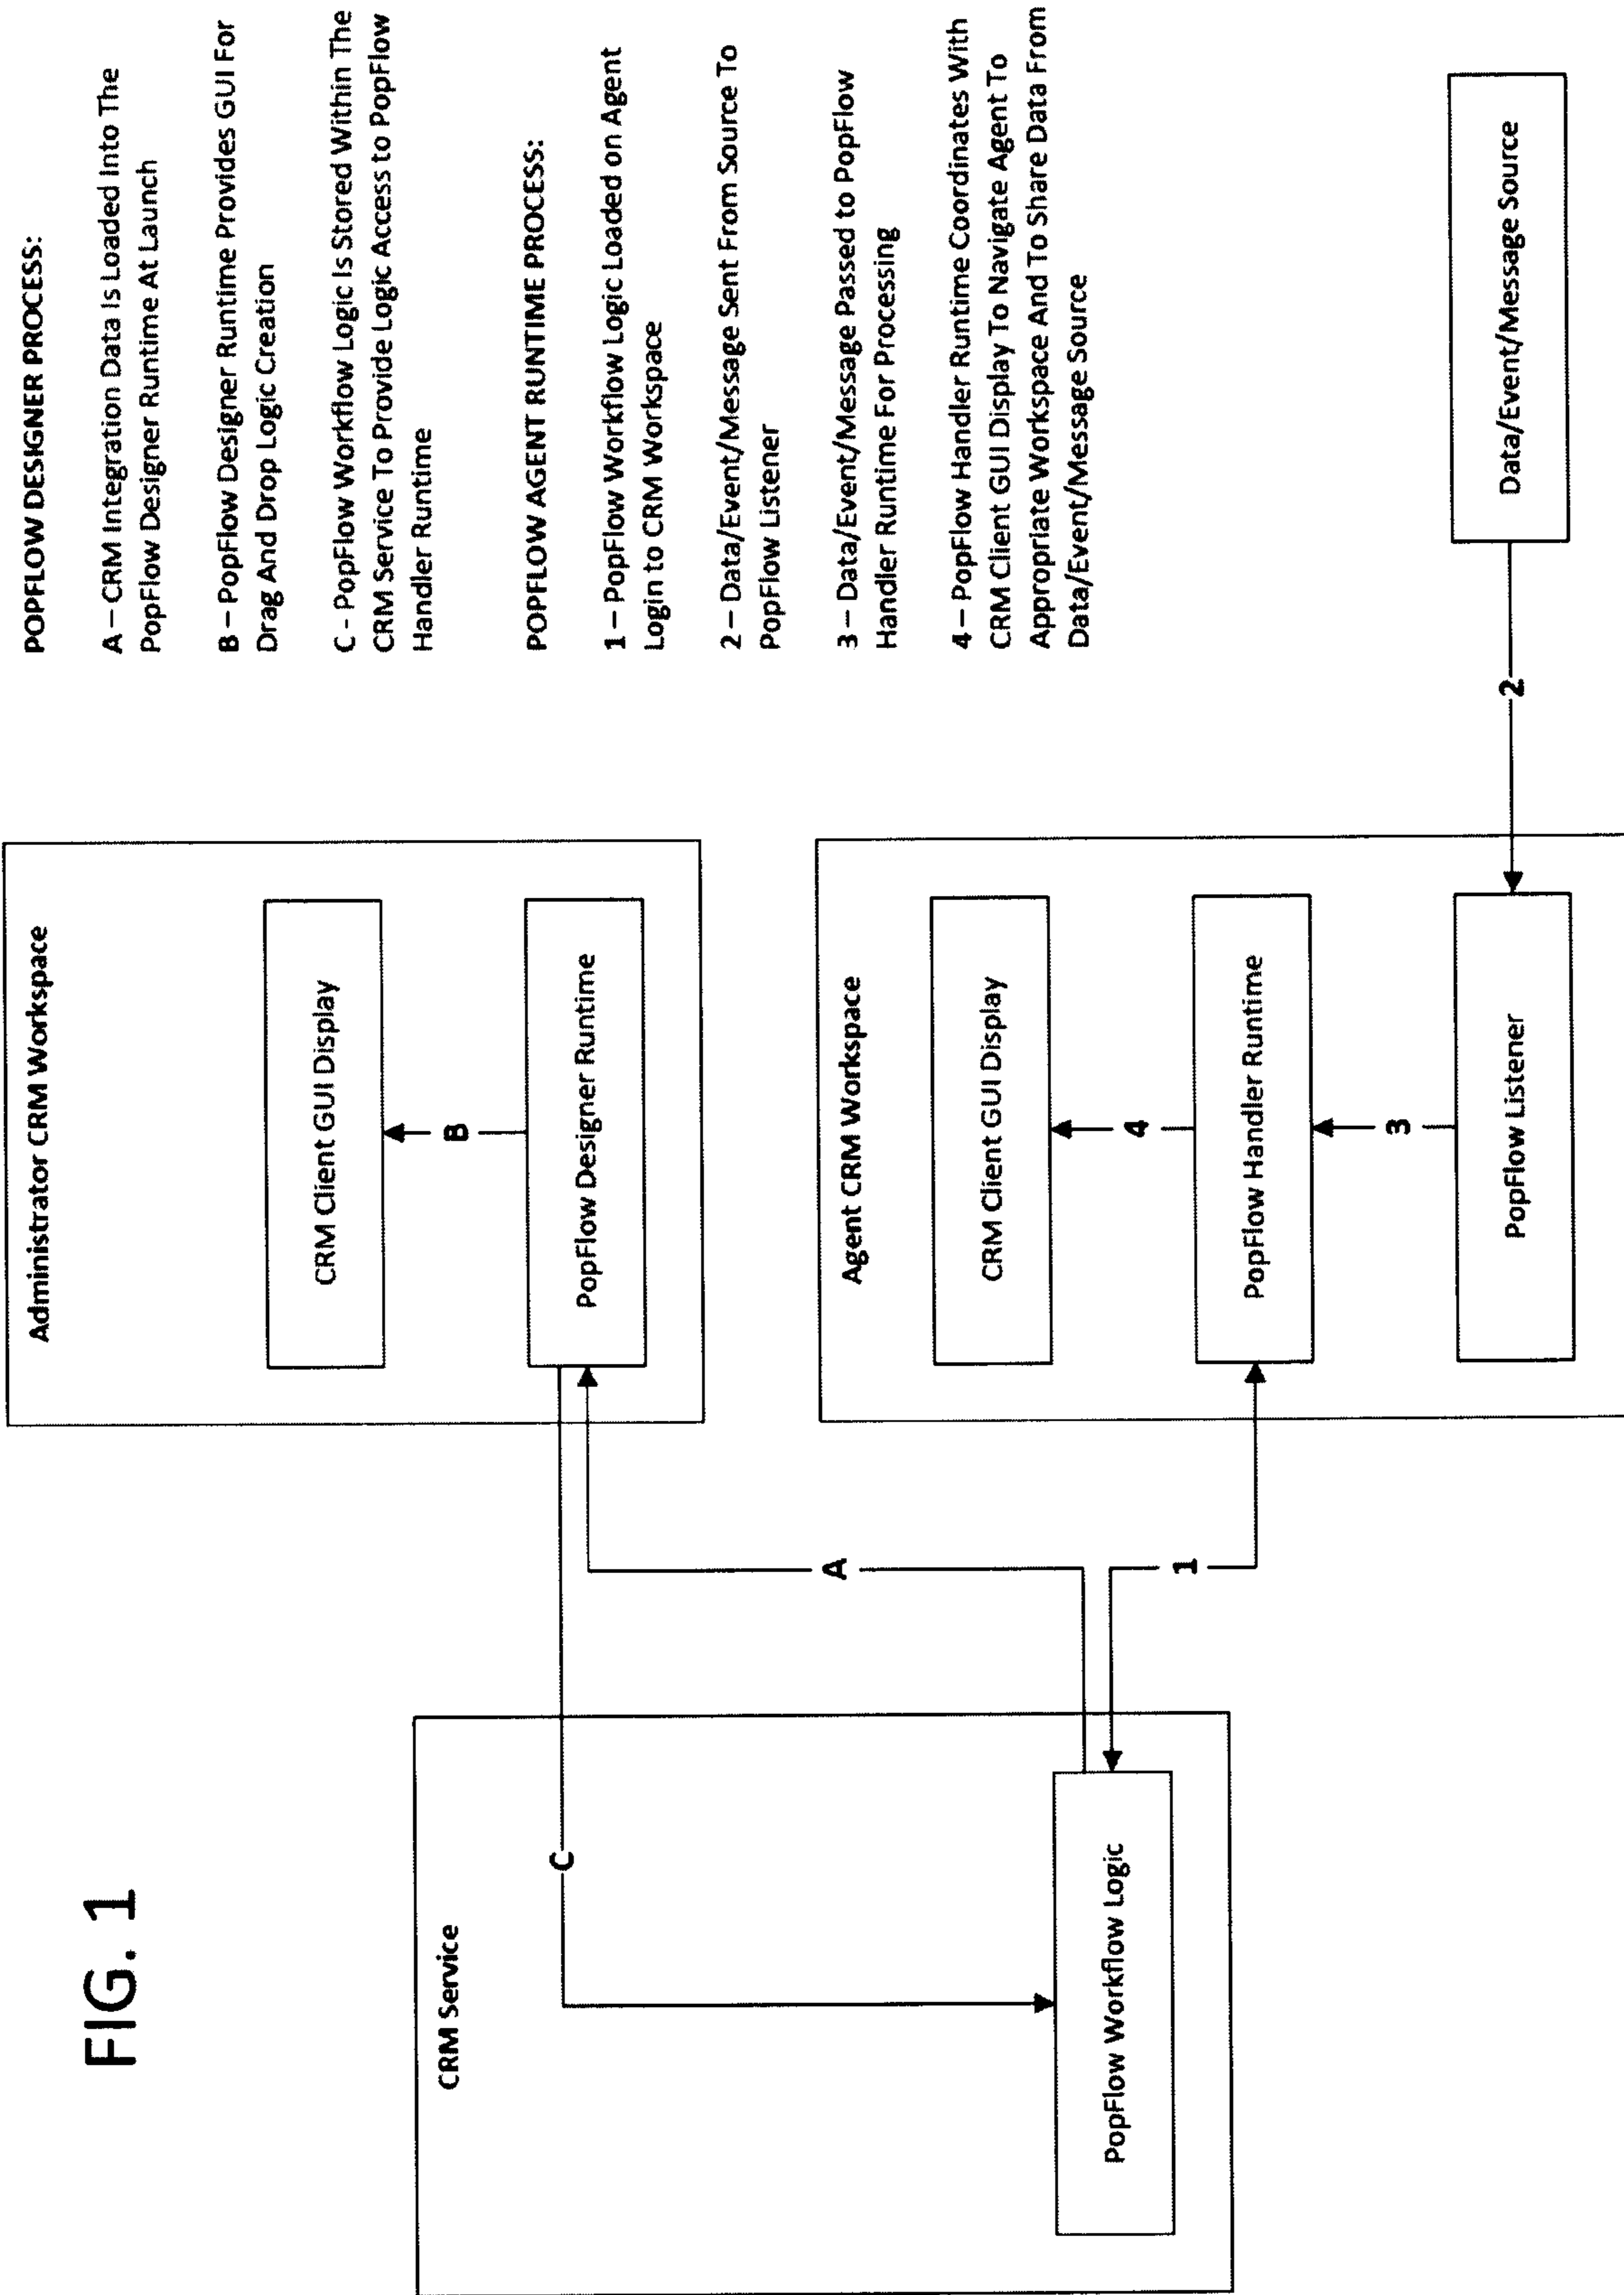 FIG. 1
CRM Service
PopFlow Workflow Logic
C
A
1
Administrator CRM Workspace
CRM Client GUI Display
B
PopFlow Designer Runtime
Agent CRM Workspace
CRM Client GUI Display
4
PopFlow Handler Runtime
3
PopFlow Listener
2
Data/Event/Message Source
POPFLOW DESIGNER PROCESS:
A – CRM Integration Data Is Loaded Into The
PopFlow Designer Runtime At Launch
B – PopFlow Designer Runtime Provides GUI For
Drag And Drop Logic Creation
C - PopFlow Workflow Logic Is Stored Within The
CRM Service To Provide Logic Access to PopFlow
Handler Runtime
POPFLOW AGENT RUNTIME PROCESS:
1 – PopFlow Workflow Logic Loaded on Agent
Login to CRM Workspace
2 – Data/Event/Message Sent From Source To
PopFlow Listener
3 – Data/Event/Message Passed to PopFlow
Handler Runtime For Processing
4 – PopFlow Handler Runtime Coordinates With
CRM Client GUI Display To Navigate Agent To
Appropriate Workspace And To Share Data From
Data/Event/Message Source